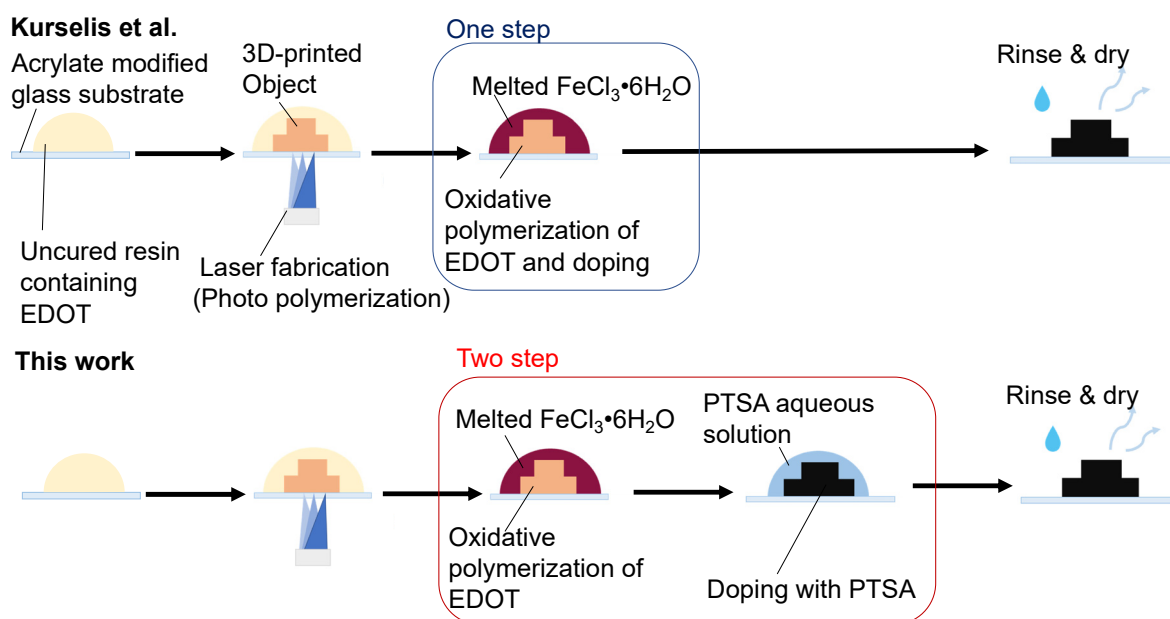 Kurselis et al.
Acrylate modified
glass substrate
3D-printed
Object
One step
Melted FeCl₃•6H₂O
Rinse & dry
Uncured resin
containing
EDOT
Laser fabrication
(Photo polymerization)
Oxidative
polymerization of
EDOT and doping
This work
Two step
Melted FeCl₃•6H₂O
PTSA aqueous
solution
Rinse & dry
Oxidative
polymerization of
EDOT
Doping with PTSA